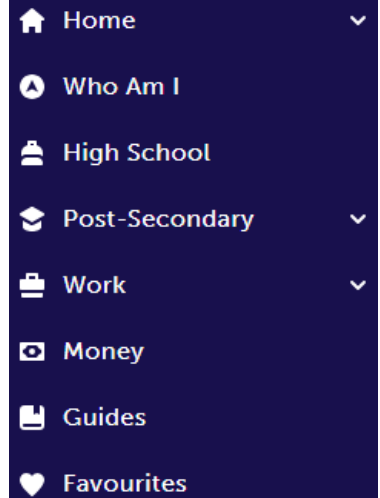 Home
Who Am I
High School
Post-Secondary
Work
Money
Guides
Favourites